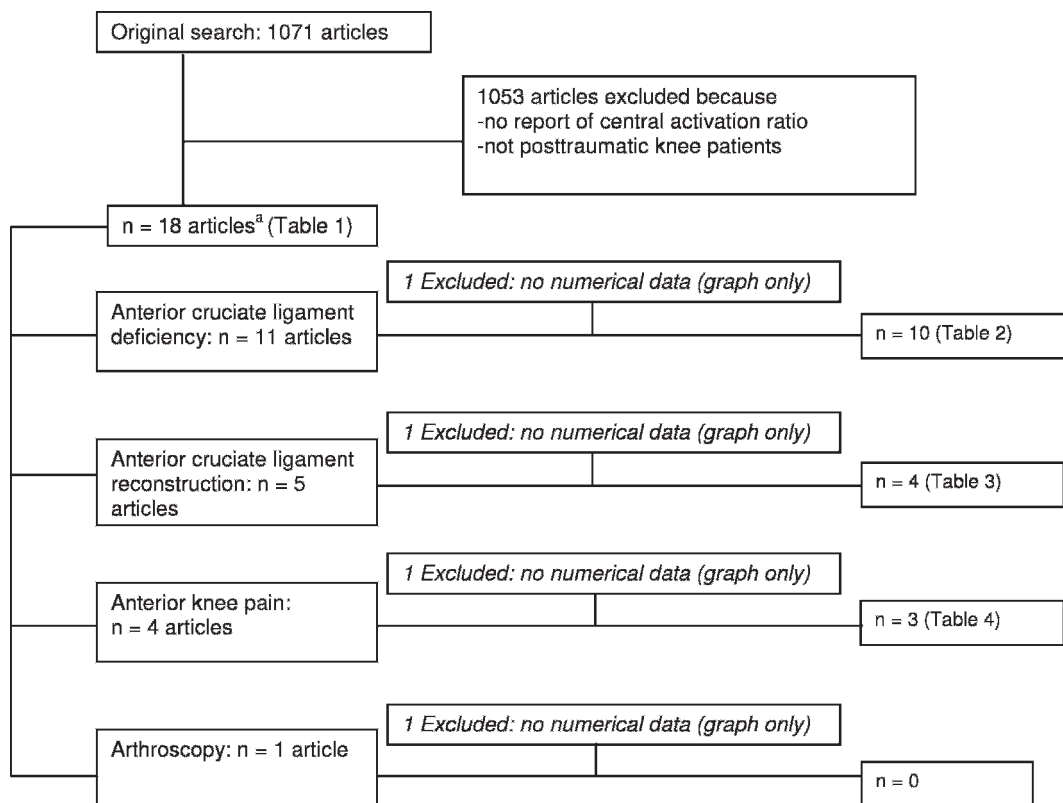 Original search: 1071 articles
1053 articles excluded because
-no report of central activation ratio
-not posttraumatic knee patients
n = 18 articlesª (Table 1)
1 Excluded: no numerical data (graph only)
Anterior cruciate ligament
deficiency: n = 11 articles
n = 10 (Table 2)
1 Excluded: no numerical data (graph only)
Anterior cruciate ligament
reconstruction: n = 5
articles
n = 4 (Table 3)
1 Excluded: no numerical data (graph only)
Anterior knee pain:
n = 4 articles
n = 3 (Table 4)
1 Excluded: no numerical data (graph only)
Arthroscopy: n = 1 article
n = 0